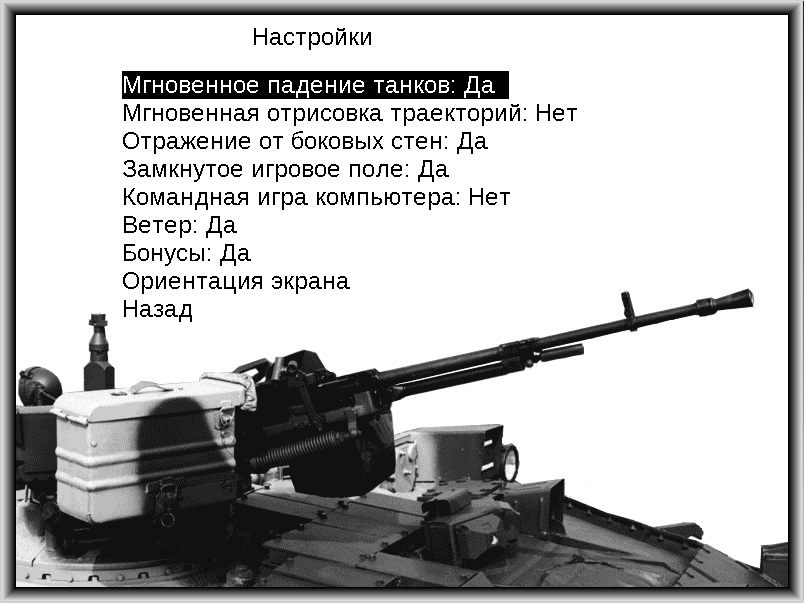 Настройки
Мгновенное падение танков: Да
Мгновенная отрисовка траекторий: Нет
Отражение от боковых стен: Да
Замкнутое игровое поле: Да
Командная игра компьютера: Нет
Ветер: Да
Бонусы: Да
Ориентация экрана
Назад